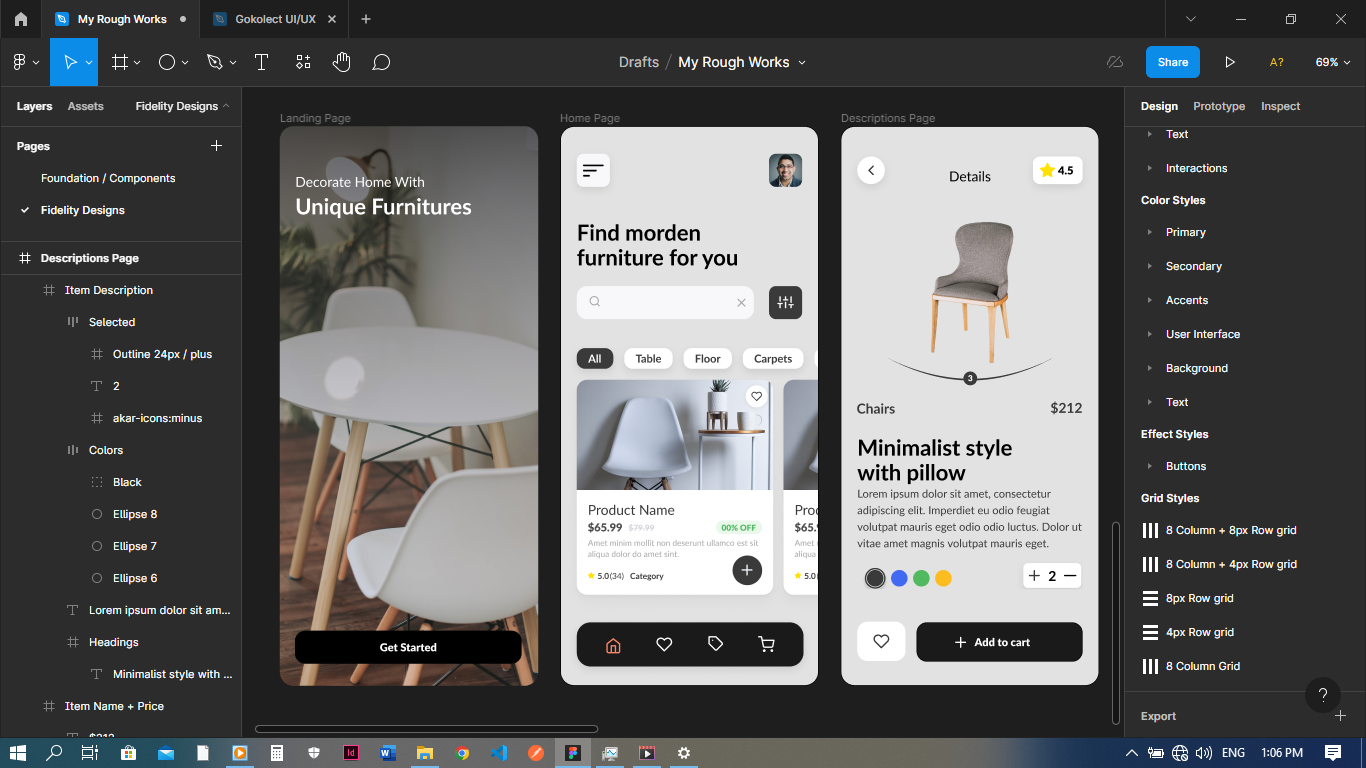 My Rough Works
Gokolect UI/UX
Drafts / My Rough Works
Share
A?
69%
Layers
Assets
Fidelity Designs
Pages
Foundation / Components
Fidelity Designs
Descriptions Page
Item Description
Selected
Outline 24px / plus
2
akar-icons:minus
Colors
Black
Ellipse 8
Ellipse 7
Ellipse 6
Lorem ipsum dolor sit am...
Headings
Minimalist style with ...
Item Name + Price
$212
Landing Page
Decorate Home With
Unique Furnitures
Get Started
Home Page
Find morden
furniture for you
All
Table
Floor
Carpets
Product Name
$65.99 $79.99 00% OFF
Amet minim mollit non deserunt ullamco est sit
aliqua dolor do amet sint.
5.0(34) Category
Proc
$65.
Amet
aliqua
5.0(
Descriptions Page
Details
4.5
3
Chairs
$212
Minimalist style
with pillow
Lorem ipsum dolor sit amet, consectetur
adipiscing elit. Imperdiet eu odio feugiat
volutpat mauris eget odio odio luctus. Dolor ut
vitae amet magnis volutpat mauris eget.
2
Add to cart
Design
Prototype
Inspect
Text
Interactions
Color Styles
Primary
Secondary
Accents
User Interface
Background
Text
Effect Styles
Buttons
Grid Styles
8 Column + 8px Row grid
8 Column + 4px Row grid
8px Row grid
4px Row grid
8 Column Grid
?
Export
Id
W
ENG
1:06 PM